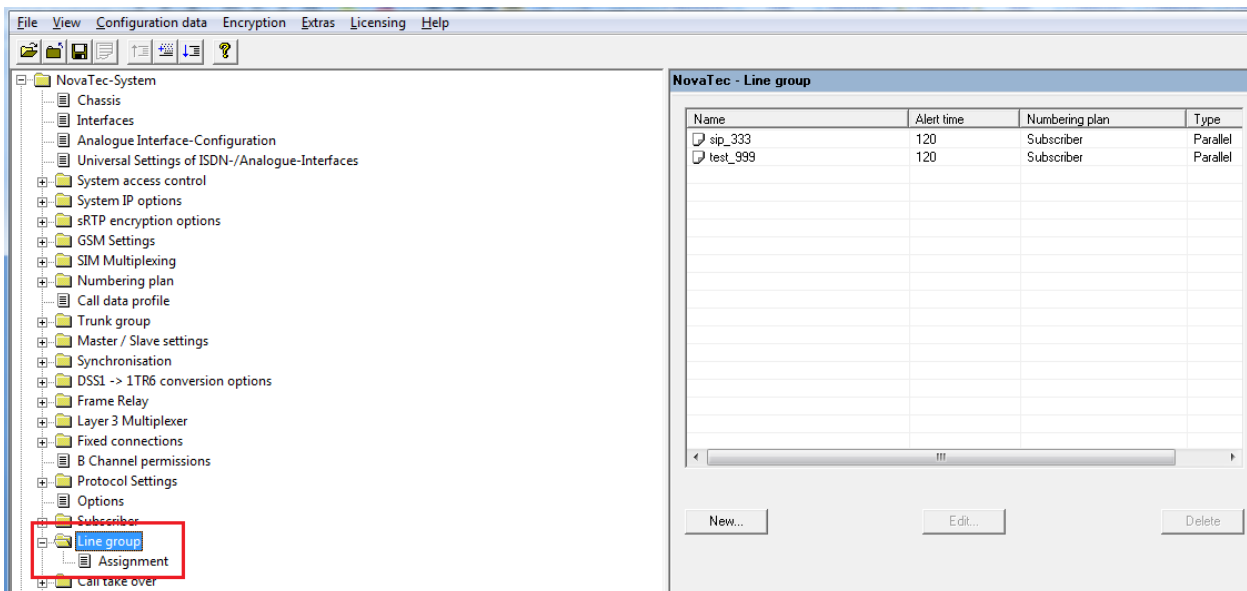 File View Configuration data Encryption Extras Licensing Help
NovaTec-System
Chassis
Interfaces
Analogue Interface-Configuration
Universal Settings of ISDN-/Analogue-Interfaces
System access control
System IP options
sRTP encryption options
GSM Settings
SIM Multiplexing
Numbering plan
Call data profile
Trunk group
Master / Slave settings
Synchronisation
DSS1 -> 1TR6 conversion options
Frame Relay
Layer 3 Multiplexer
Fixed connections
B Channel permissions
Protocol Settings
Options
Subscriber
Line group
Assignment
Call take over
NovaTec - Line group
Name Alert time Numbering plan Type
sip_333 120 Subscriber Parallel
test_999 120 Subscriber Parallel
New... Edit... Delete